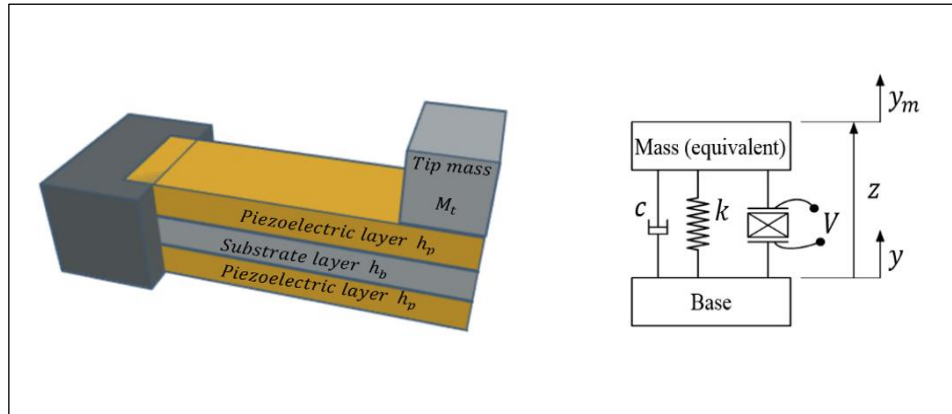 Tip mass
M_t
Piezoelectric layer h_p
Substrate layer h_b
Piezoelectric layer h_p
y_m
Mass (equivalent)
c
k
V
z
y
Base